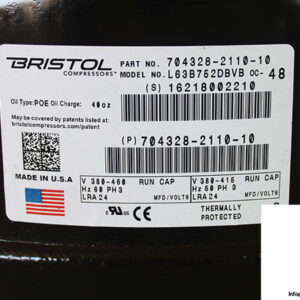 BRISTOL
COMPRESSORS
PART NO. 704328-2110-10
MODEL NO. L63B752DBVB OC- 48
(S) 16218002210
Oil Type: POE Oil Charge: 48oz
May be covered patents listed at:
bristolcompressors.com/patent
(P) 704328-2110-10
MADE IN U.S.A
V 380-460 RUN CAP
Hz 60 PH 3
LRA 24 MFD/VOLTS
V 380-415 RUN CAP
Hz 50 PH 3
LRA 24 MFD/VOLTS
c UL US
THERMALLY
PROTECTED